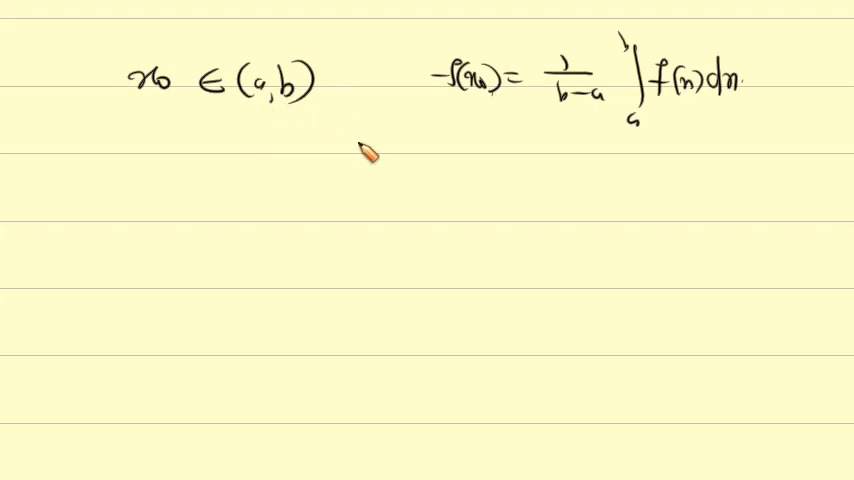 x₀ ∈ (a, b) f(x₀) = 1/(b-a) ∫ₐᵇ f(x) dx.